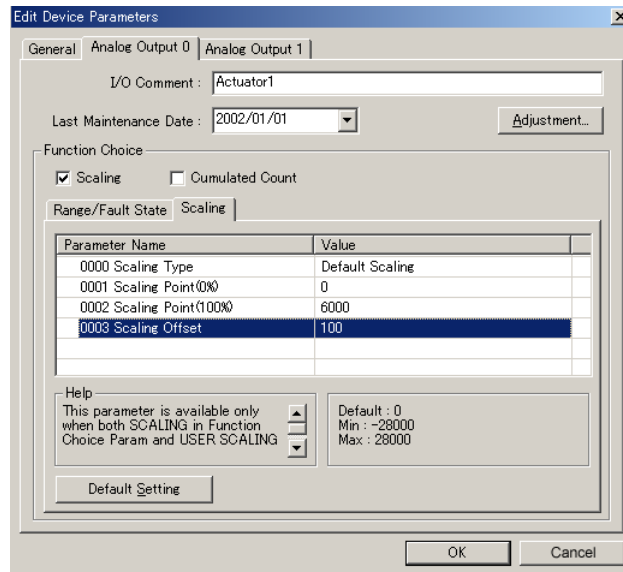 Edit Device Parameters
General Analog Output 0 Analog Output 1
I/O Comment : Actuator1
Last Maintenance Date : 2002/01/01 Adjustment...
Function Choice
Scaling Cumulated Count
Range/Fault State Scaling
Parameter Name Value
0000 Scaling Type Default Scaling
0001 Scaling Point(0%) 0
0002 Scaling Point(100%) 6000
0003 Scaling Offset 100
Help
This parameter is available only
when both SCALING in Function
Choice Param and USER SCALING
Default : 0
Min : -28000
Max : 28000
Default Setting
OK Cancel